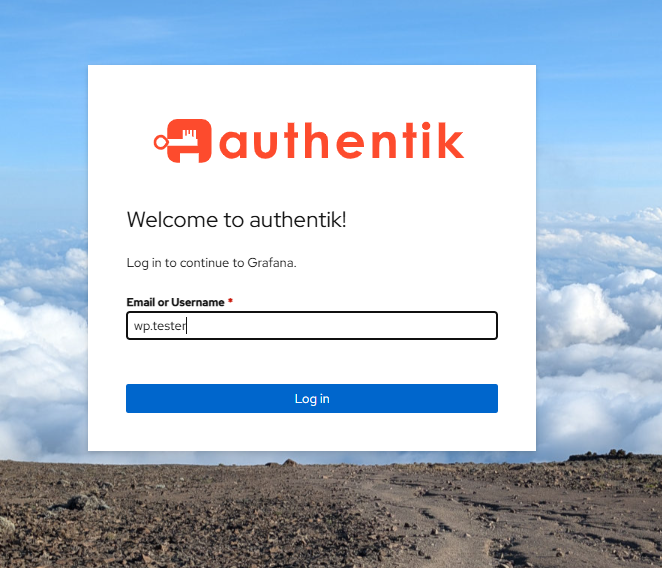 authentik
Welcome to authentik!
Log in to continue to Grafana.
Email or Username *
wp.tester
Log in